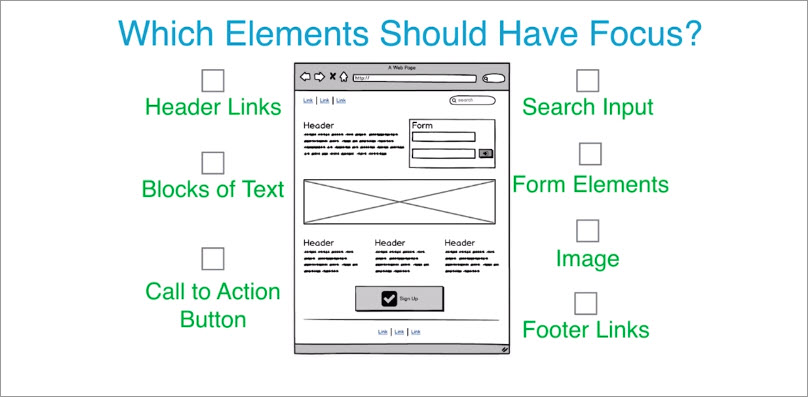 Which Elements Should Have Focus?
Header Links
Blocks of Text
Call to Action
Button
A Web Page
http://
Link | Link | Link
search
Header
Form
Header
Header
Header
Sign Up
Link | Link | Link
Search Input
Form Elements
Image
Footer Links